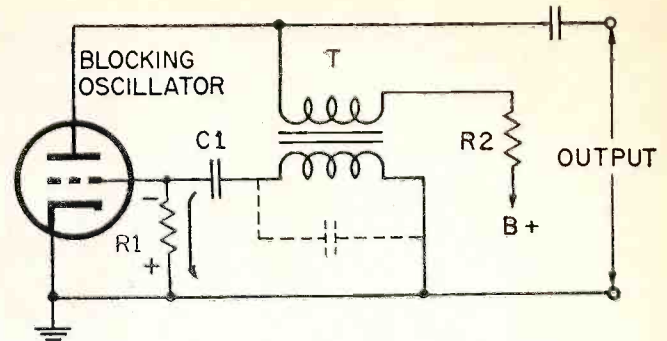 BLOCKING
OSCILLATOR
T
C1
R2
OUTPUT
R1
-
+
B+